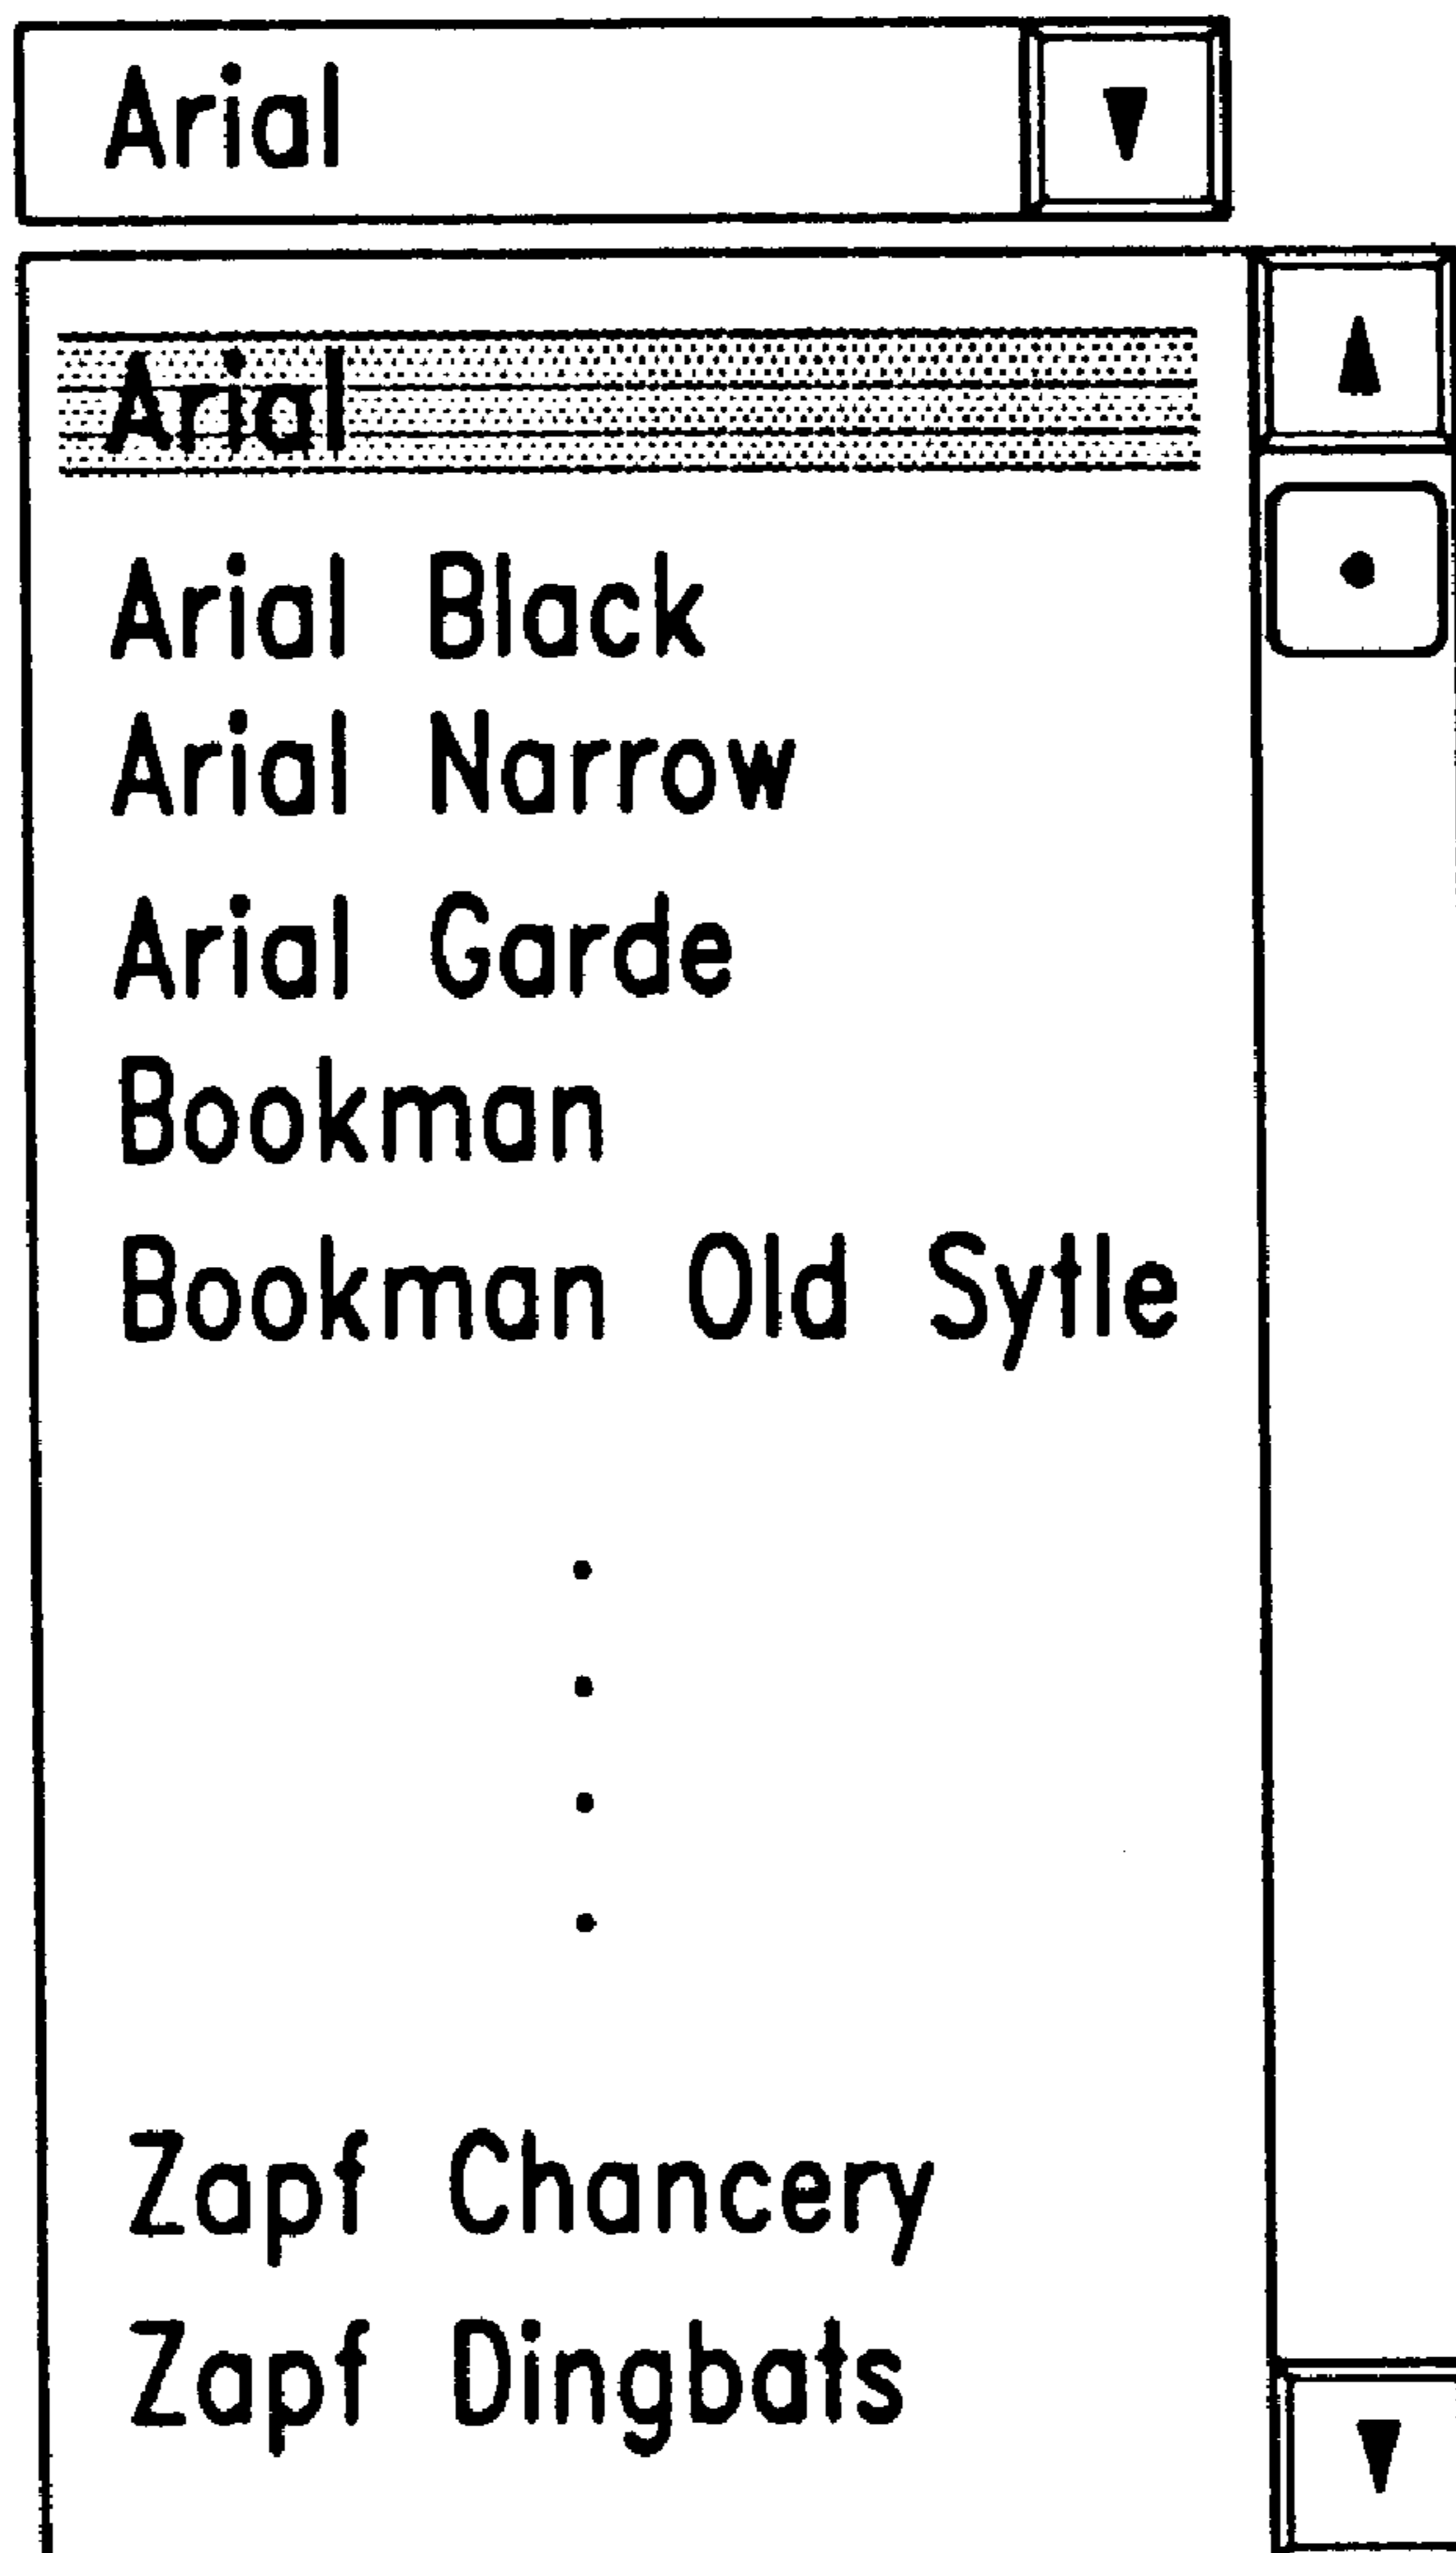 Arial
Arial
Arial Black
Arial Narrow
Arial Garde
Bookman
Bookman Old Sytle
Zapf Chancery
Zapf Dingbats